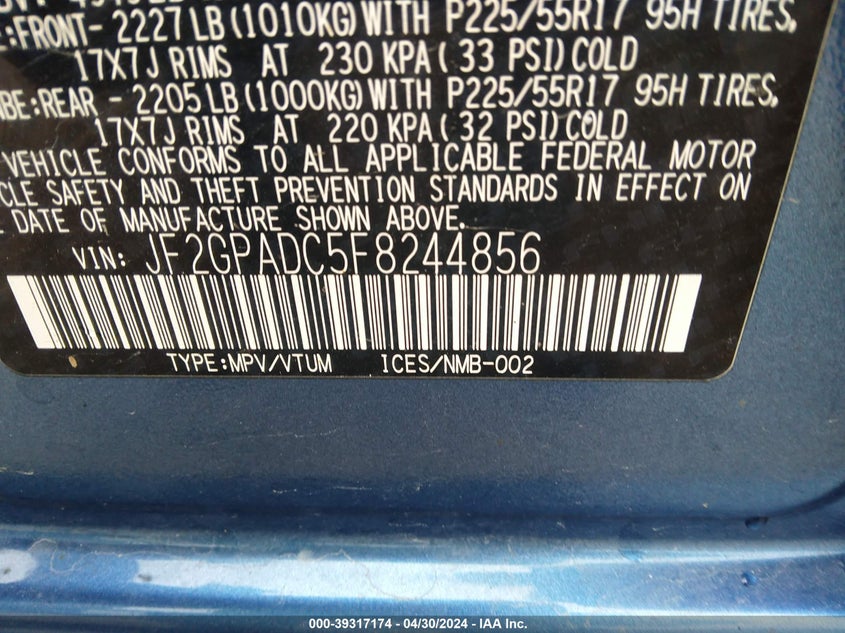 E:FRONT- 2227 LB (1010KG) WITH P225/55R17 95H TIRES,
17X7J RIMS AT 230 KPA ( 33 PSI) COLD
BE:REAR - 2205 LB (1000KG) WITH P225/55R17 95H TIRES,
17X7J RIMS AT 220 KPA ( 32 PSI) COLD
VEHICLE CONFORMS TO ALL APPLICABLE FEDERAL MOTOR
CLE SAFETY AND THEFT PREVENTION STANDARDS IN EFFECT ON
E DATE OF MANUFACTURE SHOWN ABOVE.
VIN: JF2GPADC5F8244856
TYPE:MPV/VTUM ICES/NMB-002
000-39317174 - 04/30/2024 - IAA Inc.